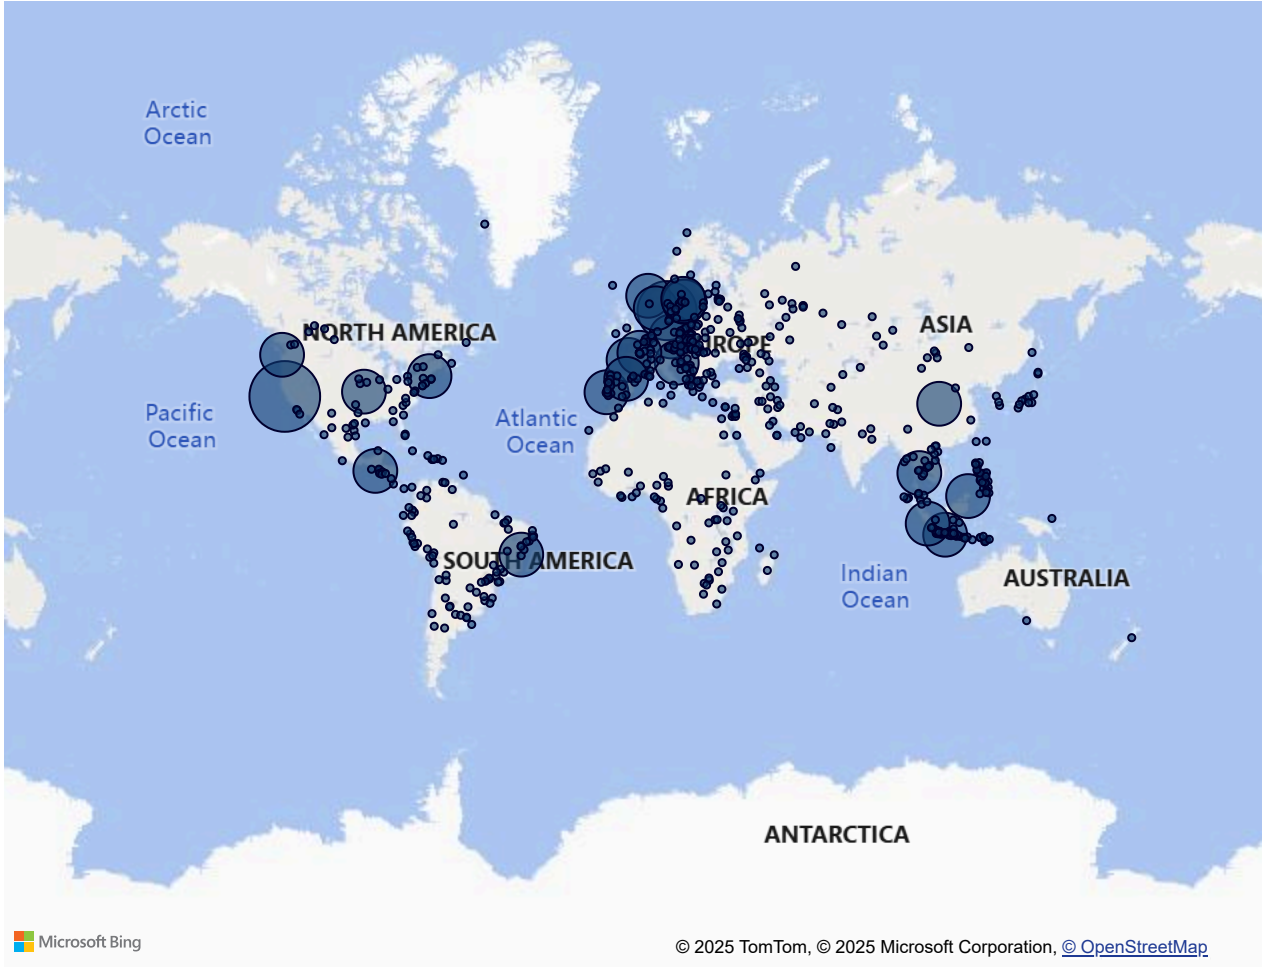 Arctic
Ocean
NORTH AMERICA
ASIA
Pacific
Ocean
Atlantic
Ocean
AFRICA
SOUTH AMERICA
Indian
Ocean
AUSTRALIA
ANTARCTICA
Microsoft Bing
© 2025 TomTom, © 2025 Microsoft Corporation, © OpenStreetMap